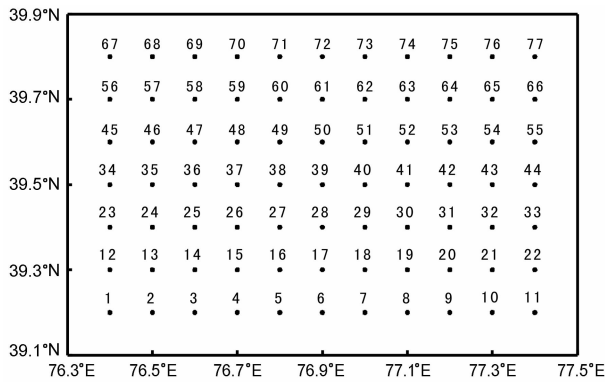 39.9°N
67 68 69 70 71 72 73 74 75 76 77
39.7°N
56 57 58 59 60 61 62 63 64 65 66
45 46 47 48 49 50 51 52 53 54 55
39.5°N
34 35 36 37 38 39 40 41 42 43 44
23 24 25 26 27 28 29 30 31 32 33
39.3°N
12 13 14 15 16 17 18 19 20 21 22
1 2 3 4 5 6 7 8 9 10 11
39.1°N
76.3°E 76.5°E 76.7°E 76.9°E 77.1°E 77.3°E 77.5°E